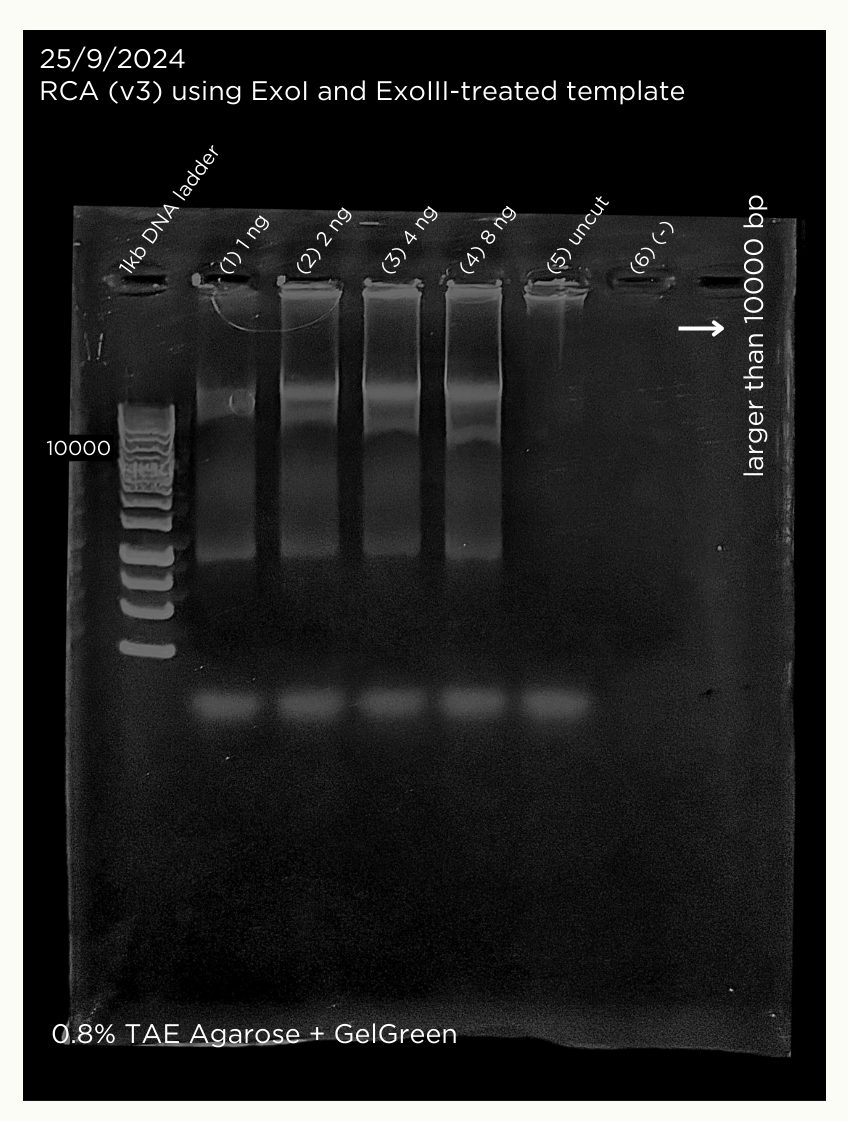 25/9/2024
RCA (v3) using ExoI and ExoIII-treated template
1kb DNA ladder
(1) 1 ng
(2) 2 ng
(3) 4 ng
(4) 8 ng
(5) uncut
(6) (-)
larger than 10000 bp
10000
0.8% TAE Agarose + GelGreen